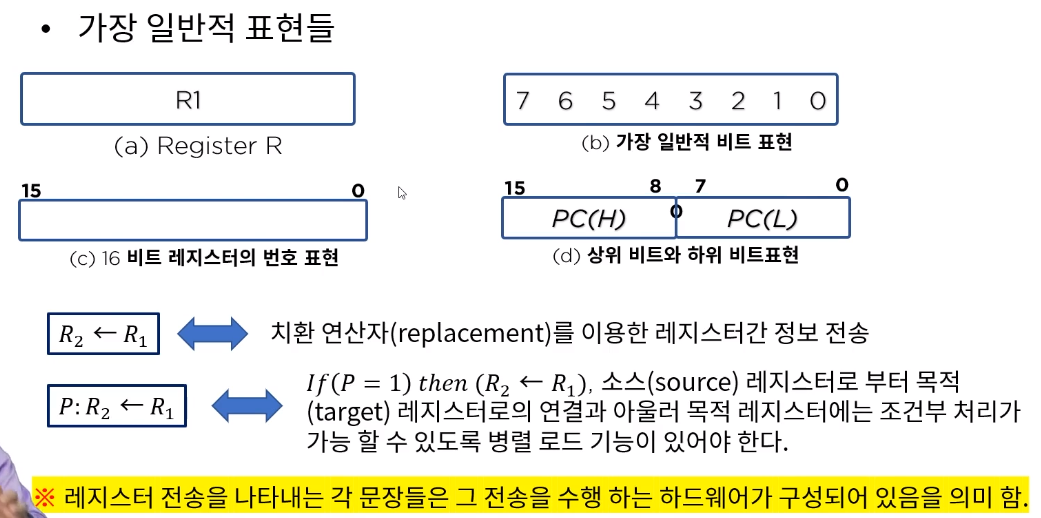 • 가장 일반적 표현들
R1
7 6 5 4 3 2 1 0
(a) Register R
(b) 가장 일반적 비트 표현
15 0
15 8 7 0
PC(H) 0 PC(L)
(c) 16 비트 레지스터의 번호 표현
(d) 상위 비트와 하위 비트표현
R₂ ← R₁
치환 연산자(replacement)를 이용한 레지스터간 정보 전송
P: R₂ ← R₁
If(P = 1) then (R₂ ← R₁), 소스(source) 레지스터로 부터 목적
(target) 레지스터로의 연결과 아울러 목적 레지스터에는 조건부 처리가
가능 할 수 있도록 병렬 로드 기능이 있어야 한다.
※ 레지스터 전송을 나타내는 각 문장들은 그 전송을 수행 하는 하드웨어가 구성되어 있음을 의미 함.